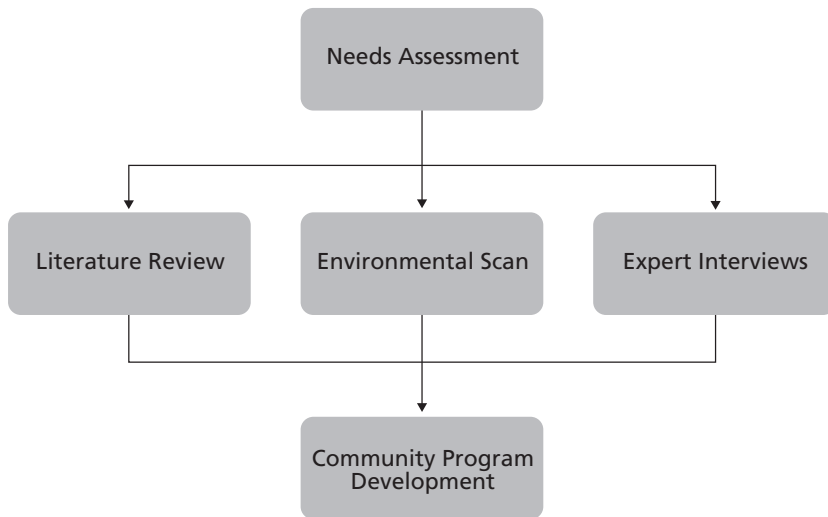 Needs Assessment
Literature Review
Environmental Scan
Expert Interviews
Community Program
Development